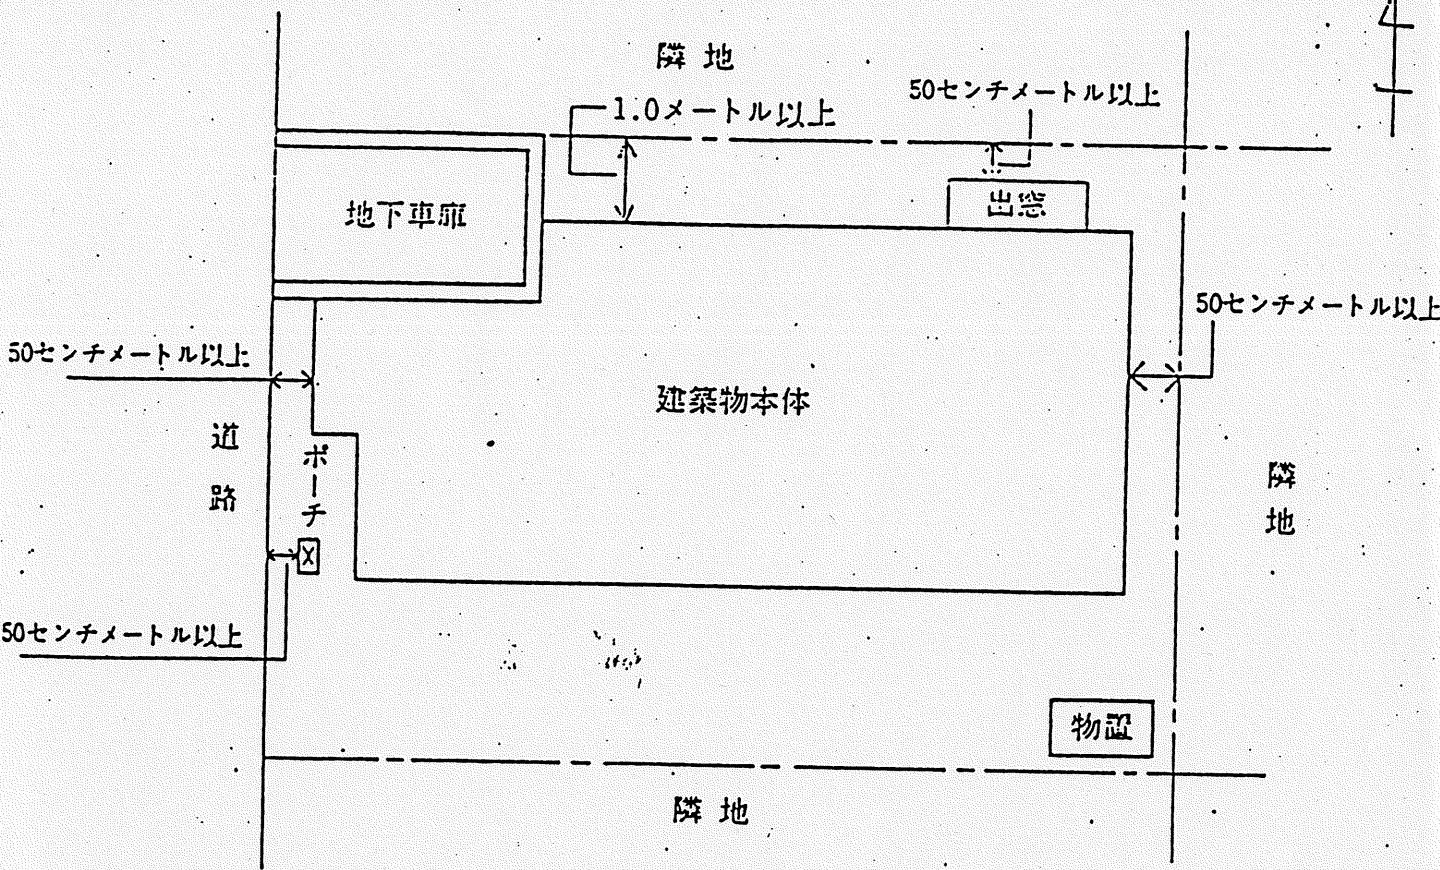 隣地
50センチメートル以上
1.0メートル以上
地下車庫
出窓
50センチメートル以上
50センチメートル以上
建築物本体
道路
ポーチ
隣地
50センチメートル以上
物置
隣地